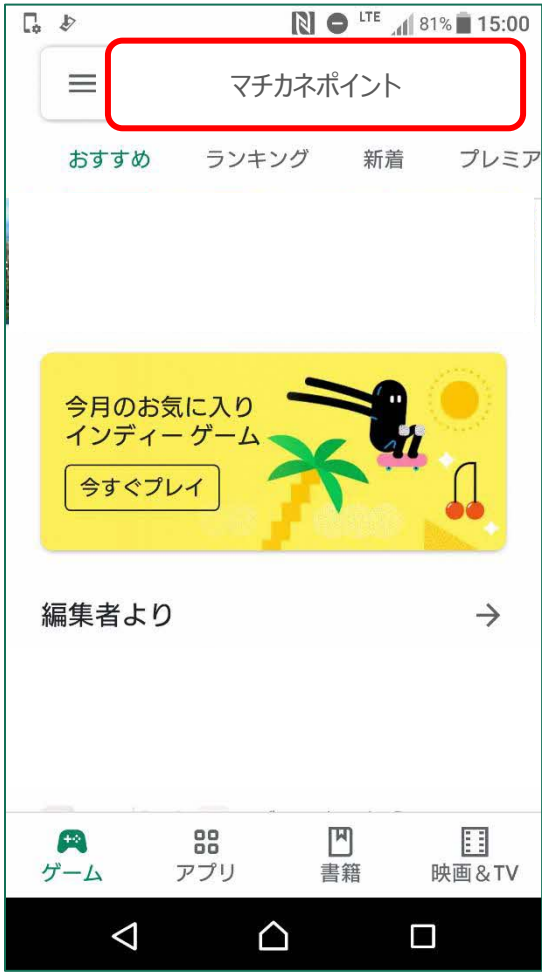 LTE 81% 15:00
マチカネポイント
おすすめ ランキング 新着 プレミア
今月のお気に入り
インディー ゲーム
今すぐプレイ
編集者より
ゲーム アプリ 書籍 映画&TV